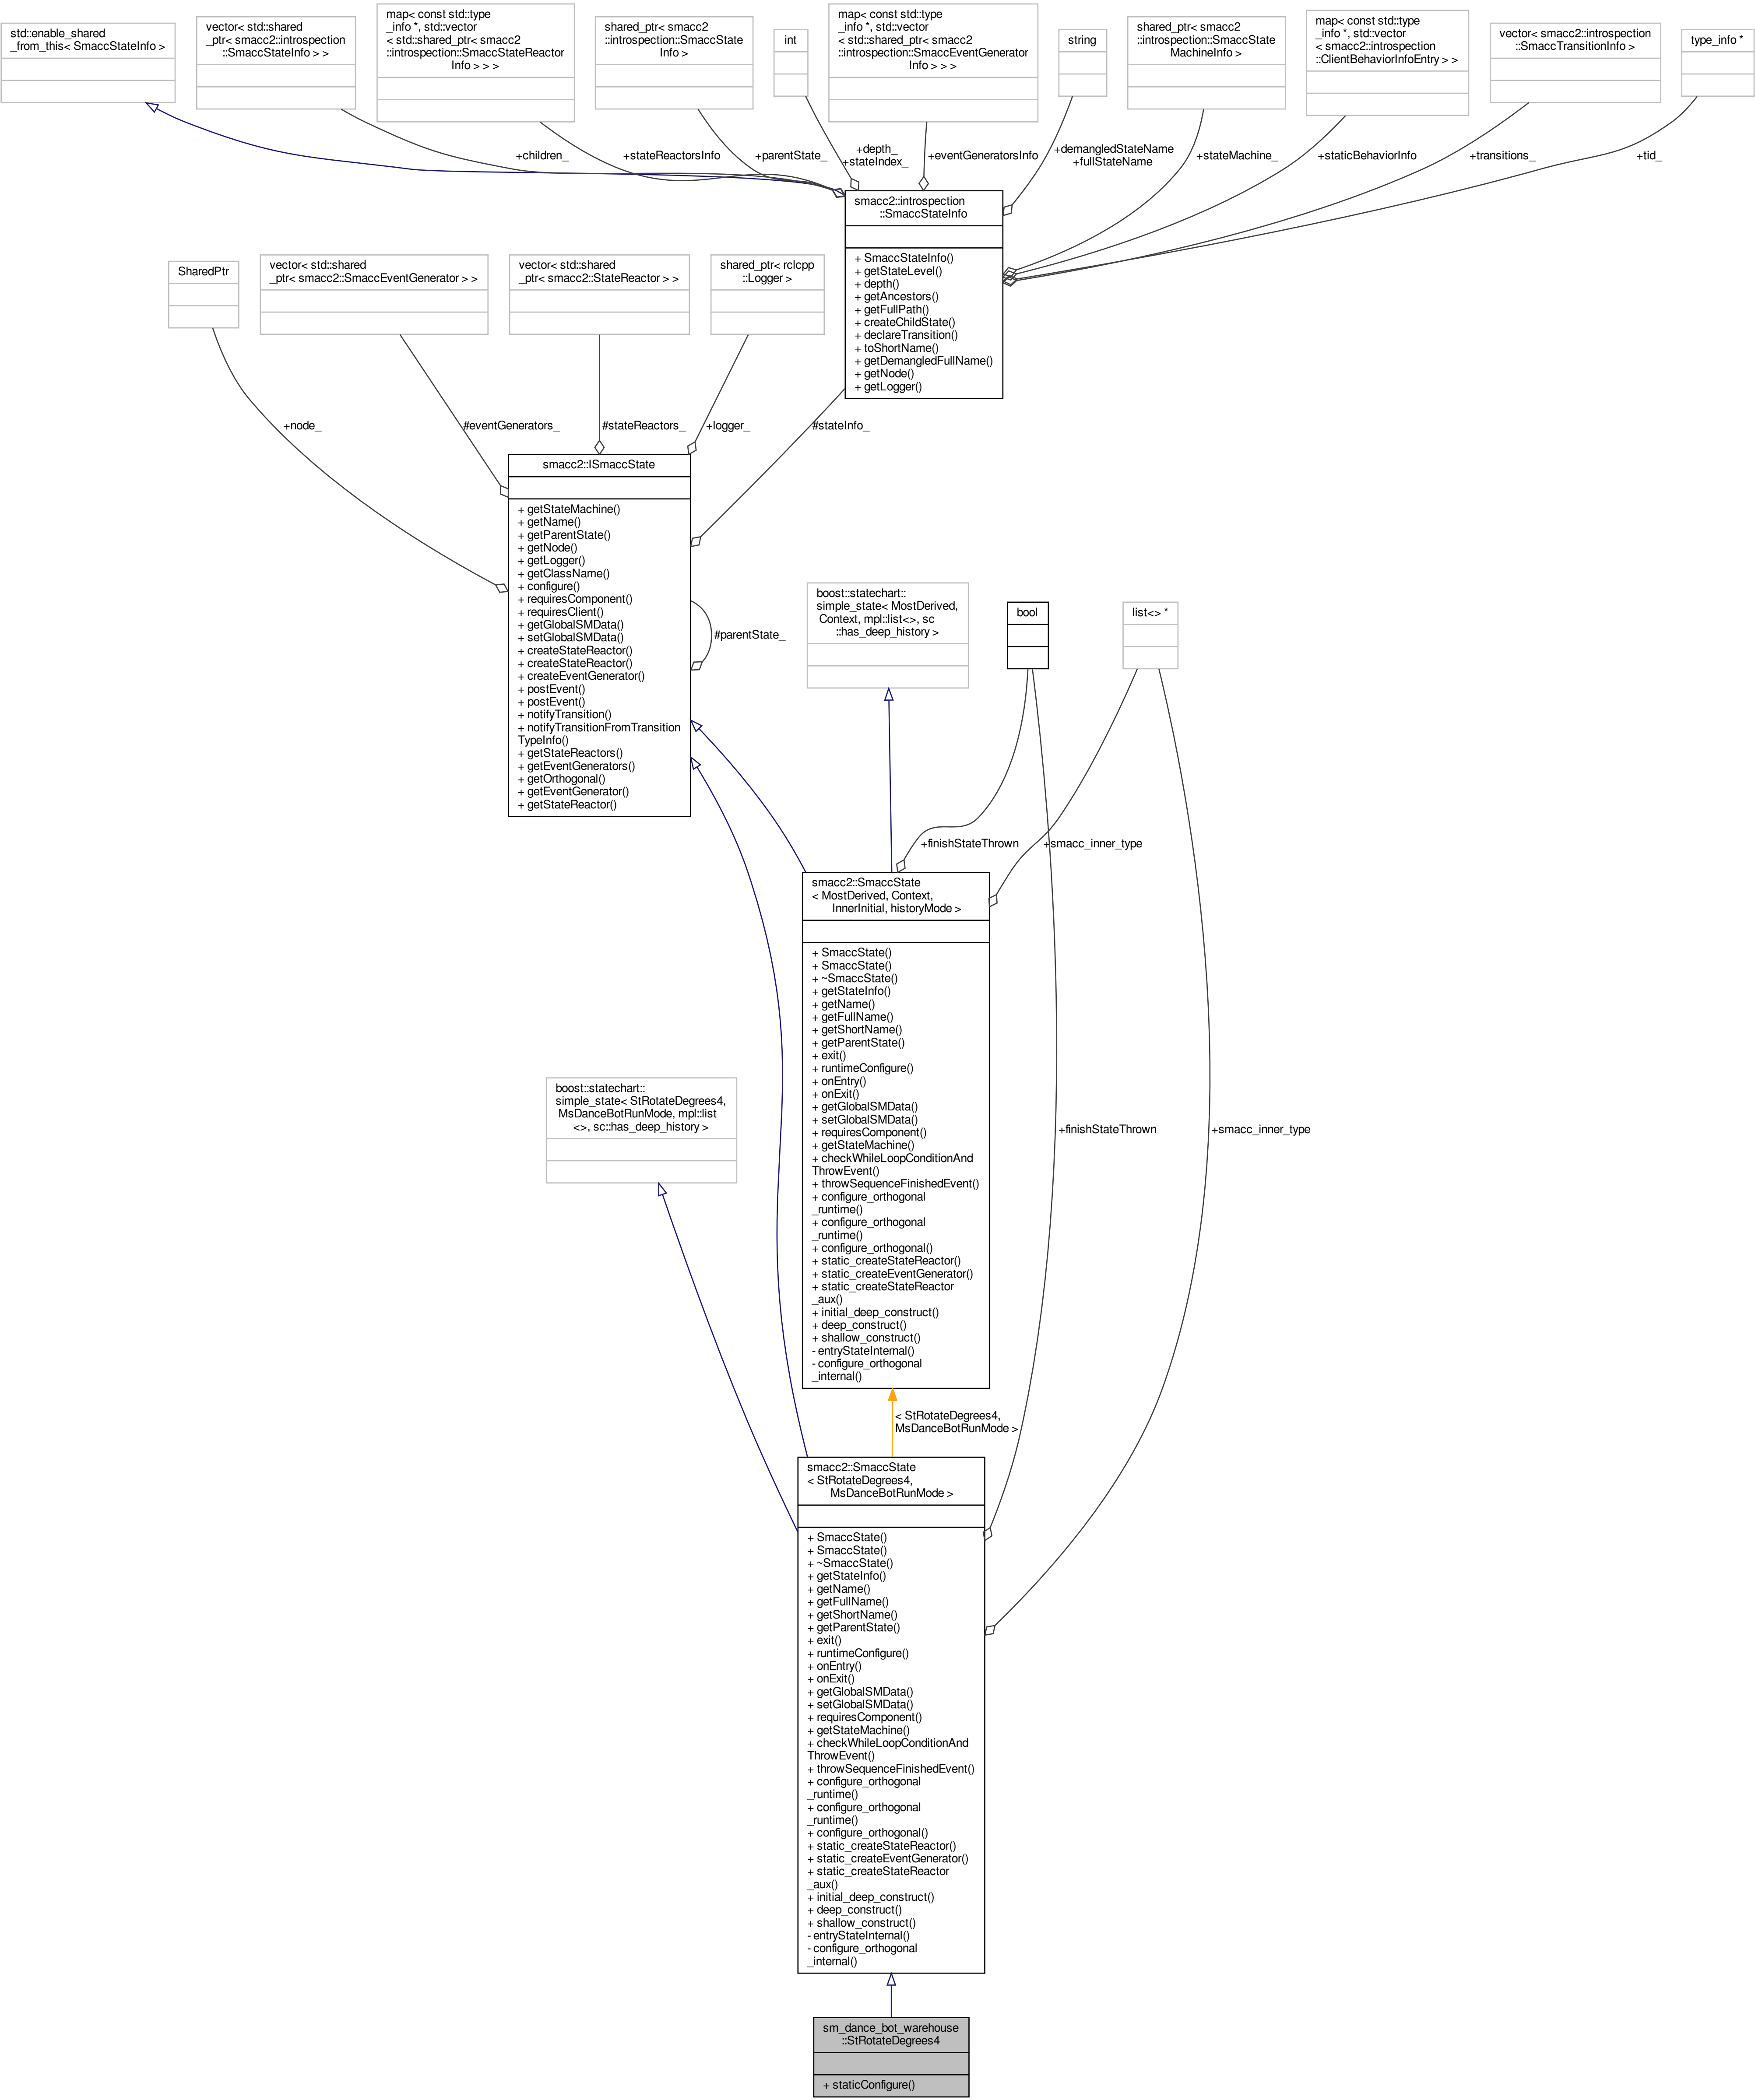 std::enable_shared
_from_this< SmaccStateInfo >
vector< std::shared
_ptr< smacc2::introspection
::SmaccStateInfo > >
map< const std::type
_info *, std::vector
< std::shared_ptr< smacc2
::introspection::SmaccStateReactor
Info > > >
shared_ptr< smacc2
::introspection::SmaccState
Info >
int
map< const std::type
_info *, std::vector
< std::shared_ptr< smacc2
::introspection::SmaccEventGenerator
Info > > >
string
shared_ptr< smacc2
::introspection::SmaccState
MachineInfo >
map< const std::type
_info *, std::vector
< smacc2::introspection
::ClientBehaviorInfoEntry > >
vector< smacc2::introspection
::SmaccTransitionInfo >
type_info *
+children_
+stateReactorsInfo
+parentState_
+depth_
+stateIndex_
+eventGeneratorsInfo
+demangledStateName
+fullStateName
+stateMachine_
+staticBehaviorInfo
+transitions_
+tid_
smacc2::introspection
::SmaccStateInfo
+ SmaccStateInfo()
+ getStateLevel()
+ depth()
+ getAncestors()
+ getFullPath()
+ createChildState()
+ declareTransition()
+ toShortName()
+ getDemangledFullName()
+ getNode()
+ getLogger()
SharedPtr
vector< std::shared
_ptr< smacc2::SmaccEventGenerator > >
vector< std::shared
_ptr< smacc2::StateReactor > >
shared_ptr< rclcpp
::Logger >
+node_
#eventGenerators_
#stateReactors_
+logger_
#stateInfo_
smacc2::ISmaccState
+ getStateMachine()
+ getName()
+ getParentState()
+ getNode()
+ getLogger()
+ getClassName()
+ configure()
+ requiresComponent()
+ requiresClient()
+ getGlobalSMData()
+ setGlobalSMData()
+ createStateReactor()
+ createStateReactor()
+ createEventGenerator()
+ postEvent()
+ postEvent()
+ notifyTransition()
+ notifyTransitionFromTransition
TypeInfo()
+ getStateReactors()
+ getEventGenerators()
+ getOrthogonal()
+ getEventGenerator()
+ getStateReactor()
#parentState_
boost::statechart::
simple_state< MostDerived,
Context, mpl::list<>, sc
::has_deep_history >
bool
list<> *
+finishStateThrown
+smacc_inner_type
smacc2::SmaccState
< MostDerived, Context,
InnerInitial, historyMode >
+ SmaccState()
+ SmaccState()
+ ~SmaccState()
+ getStateInfo()
+ getName()
+ getFullName()
+ getShortName()
+ getParentState()
+ exit()
+ runtimeConfigure()
+ onEntry()
+ onExit()
+ getGlobalSMData()
+ setGlobalSMData()
+ requiresComponent()
+ getStateMachine()
+ checkWhileLoopConditionAnd
ThrowEvent()
+ throwSequenceFinishedEvent()
+ configure_orthogonal
_runtime()
+ configure_orthogonal
_runtime()
+ configure_orthogonal()
+ static_createStateReactor()
+ static_createEventGenerator()
+ static_createStateReactor
_aux()
+ initial_deep_construct()
+ deep_construct()
+ shallow_construct()
- entryStateInternal()
- configure_orthogonal
_internal()
boost::statechart::
simple_state< StRotateDegrees4,
MsDanceBotRunMode, mpl::list
<>, sc::has_deep_history >
+finishStateThrown
+smacc_inner_type
< StRotateDegrees4,
MsDanceBotRunMode >
smacc2::SmaccState
< StRotateDegrees4,
MsDanceBotRunMode >
+ SmaccState()
+ SmaccState()
+ ~SmaccState()
+ getStateInfo()
+ getName()
+ getFullName()
+ getShortName()
+ getParentState()
+ exit()
+ runtimeConfigure()
+ onEntry()
+ onExit()
+ getGlobalSMData()
+ setGlobalSMData()
+ requiresComponent()
+ getStateMachine()
+ checkWhileLoopConditionAnd
ThrowEvent()
+ throwSequenceFinishedEvent()
+ configure_orthogonal
_runtime()
+ configure_orthogonal
_runtime()
+ configure_orthogonal()
+ static_createStateReactor()
+ static_createEventGenerator()
+ static_createStateReactor
_aux()
+ initial_deep_construct()
+ deep_construct()
+ shallow_construct()
- entryStateInternal()
- configure_orthogonal
_internal()
sm_dance_bot_warehouse
::StRotateDegrees4
+ staticConfigure()